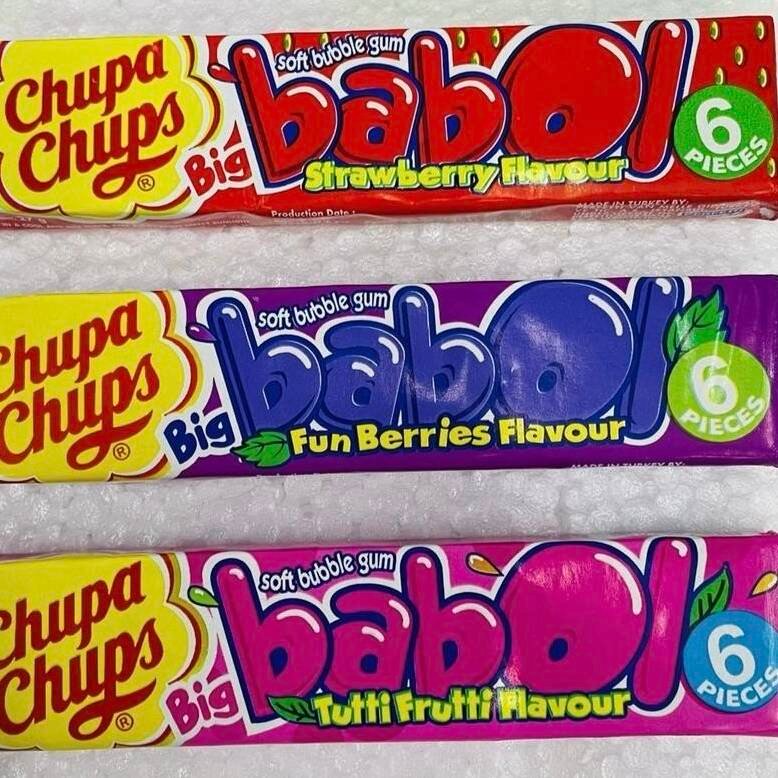 Chupa
Chups
®
Big
soft bubble gum
babol
Strawberry Flavour
6
PIECES
Production Date :
MADE IN TURKEY BY:
Chupa
Chups
®
Big
soft bubble gum
babol
Fun Berries Flavour
6
PIECES
MADE IN TURKEY BY:
Chupa
Chups
®
Big
soft bubble gum
babol
Tutti Frutti Flavour
6
PIECES